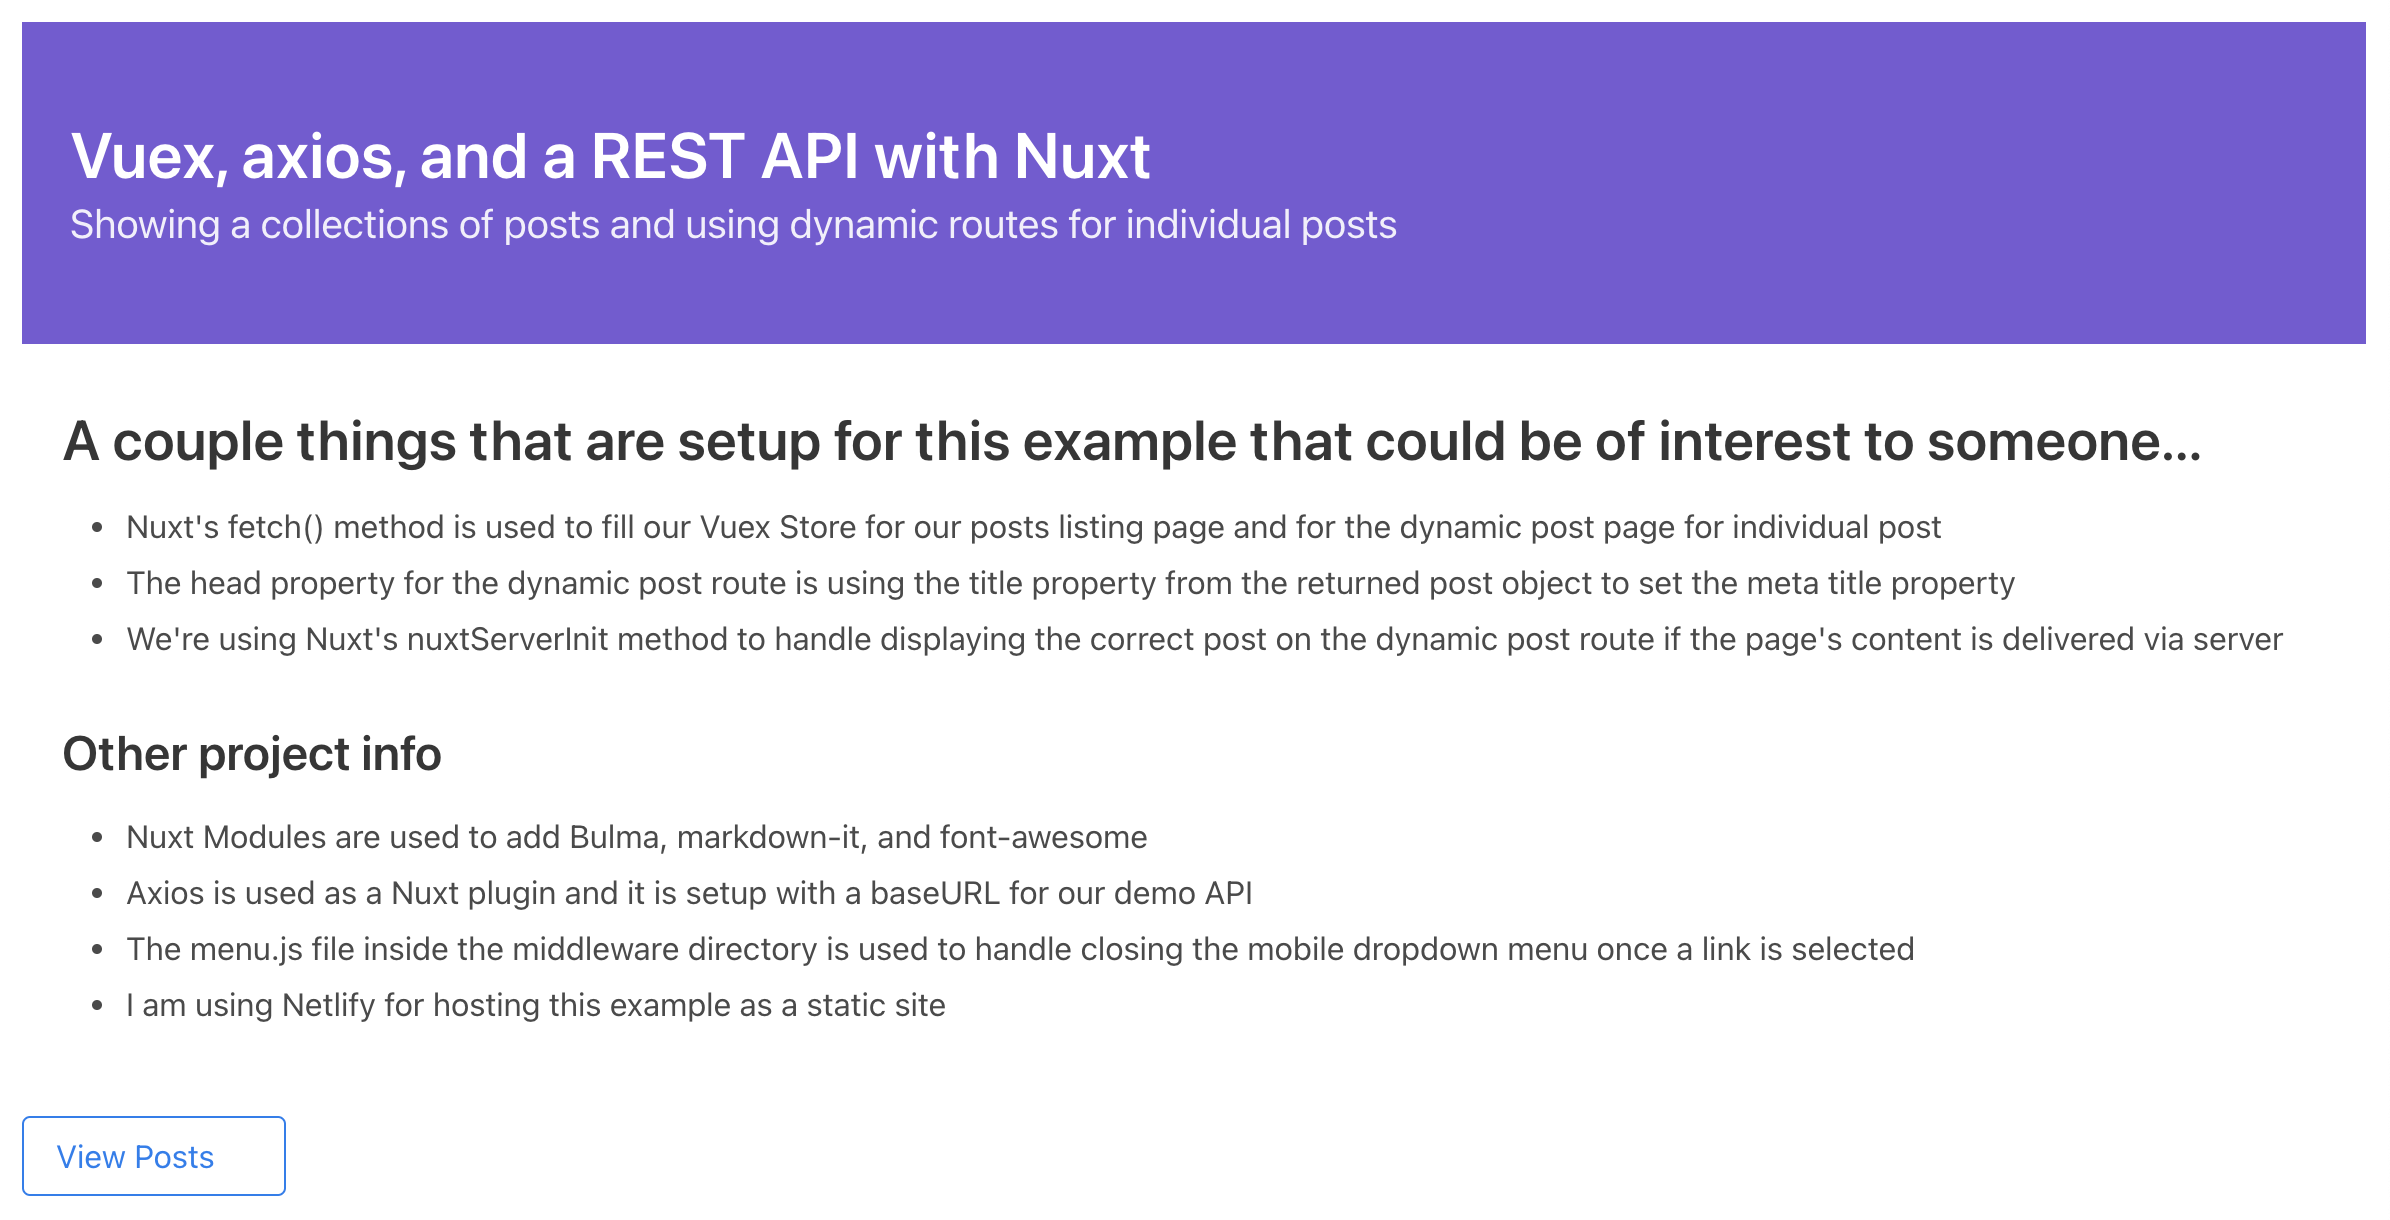 Vuex, axios, and a REST API with Nuxt
Showing a collections of posts and using dynamic routes for individual posts
A couple things that are setup for this example that could be of interest to someone...
• Nuxt's fetch() method is used to fill our Vuex Store for our posts listing page and for the dynamic post page for individual post
• The head property for the dynamic post route is using the title property from the returned post object to set the meta title property
• We're using Nuxt's nuxtServerInit method to handle displaying the correct post on the dynamic post route if the page's content is delivered via server
Other project info
• Nuxt Modules are used to add Bulma, markdown-it, and font-awesome
• Axios is used as a Nuxt plugin and it is setup with a baseURL for our demo API
• The menu.js file inside the middleware directory is used to handle closing the mobile dropdown menu once a link is selected
• I am using Netlify for hosting this example as a static site
View Posts